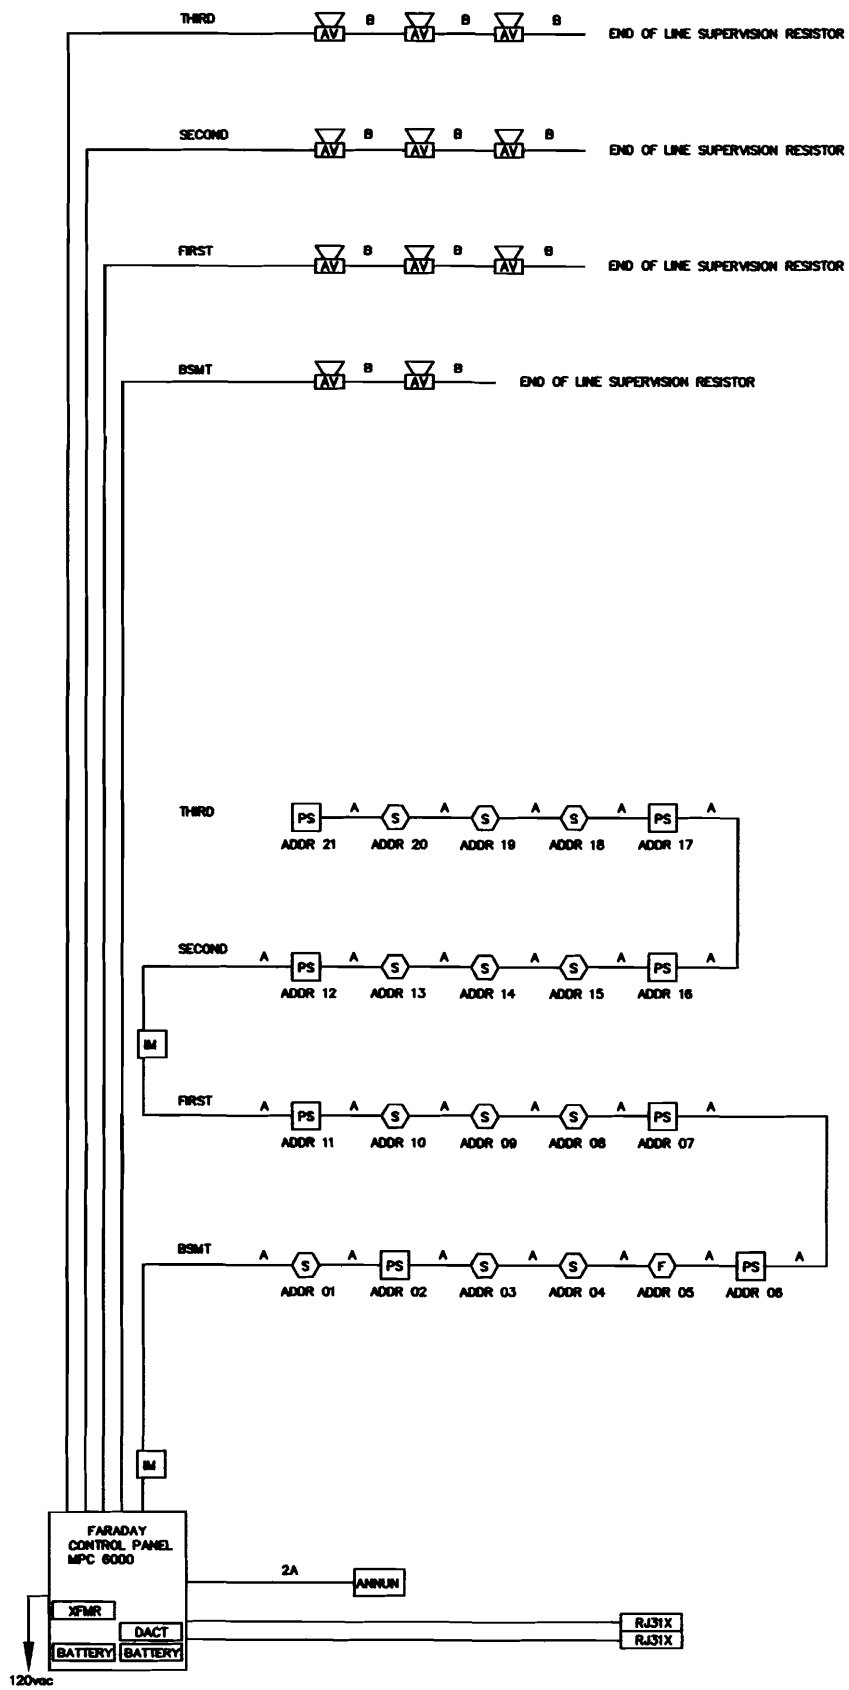 THIRD B B B
AV AV AV END OF LINE SUPERVISION RESISTOR
SECOND B B B
AV AV AV END OF LINE SUPERVISION RESISTOR
FIRST B B B
AV AV AV END OF LINE SUPERVISION RESISTOR
BSMT B B
AV AV END OF LINE SUPERVISION RESISTOR
THIRD A A A A A
PS S S S PS
ADDR 21 ADDR 20 ADDR 19 ADDR 18 ADDR 17
SECOND A A A A A A
PS S S S PS
ADDR 12 ADDR 13 ADDR 14 ADDR 15 ADDR 16
IM
FIRST A A A A A A
PS S S S PS
ADDR 11 ADDR 10 ADDR 09 ADDR 08 ADDR 07
BSMT A A A A A A A
S PS S S F PS
ADDR 01 ADDR 02 ADDR 03 ADDR 04 ADDR 05 ADDR 06
IM
FARADAY
CONTROL PANEL
MPC 6000
2A
ANNUN
XFMR
DACT
BATTERY BATTERY
RJ31X
RJ31X
120vac